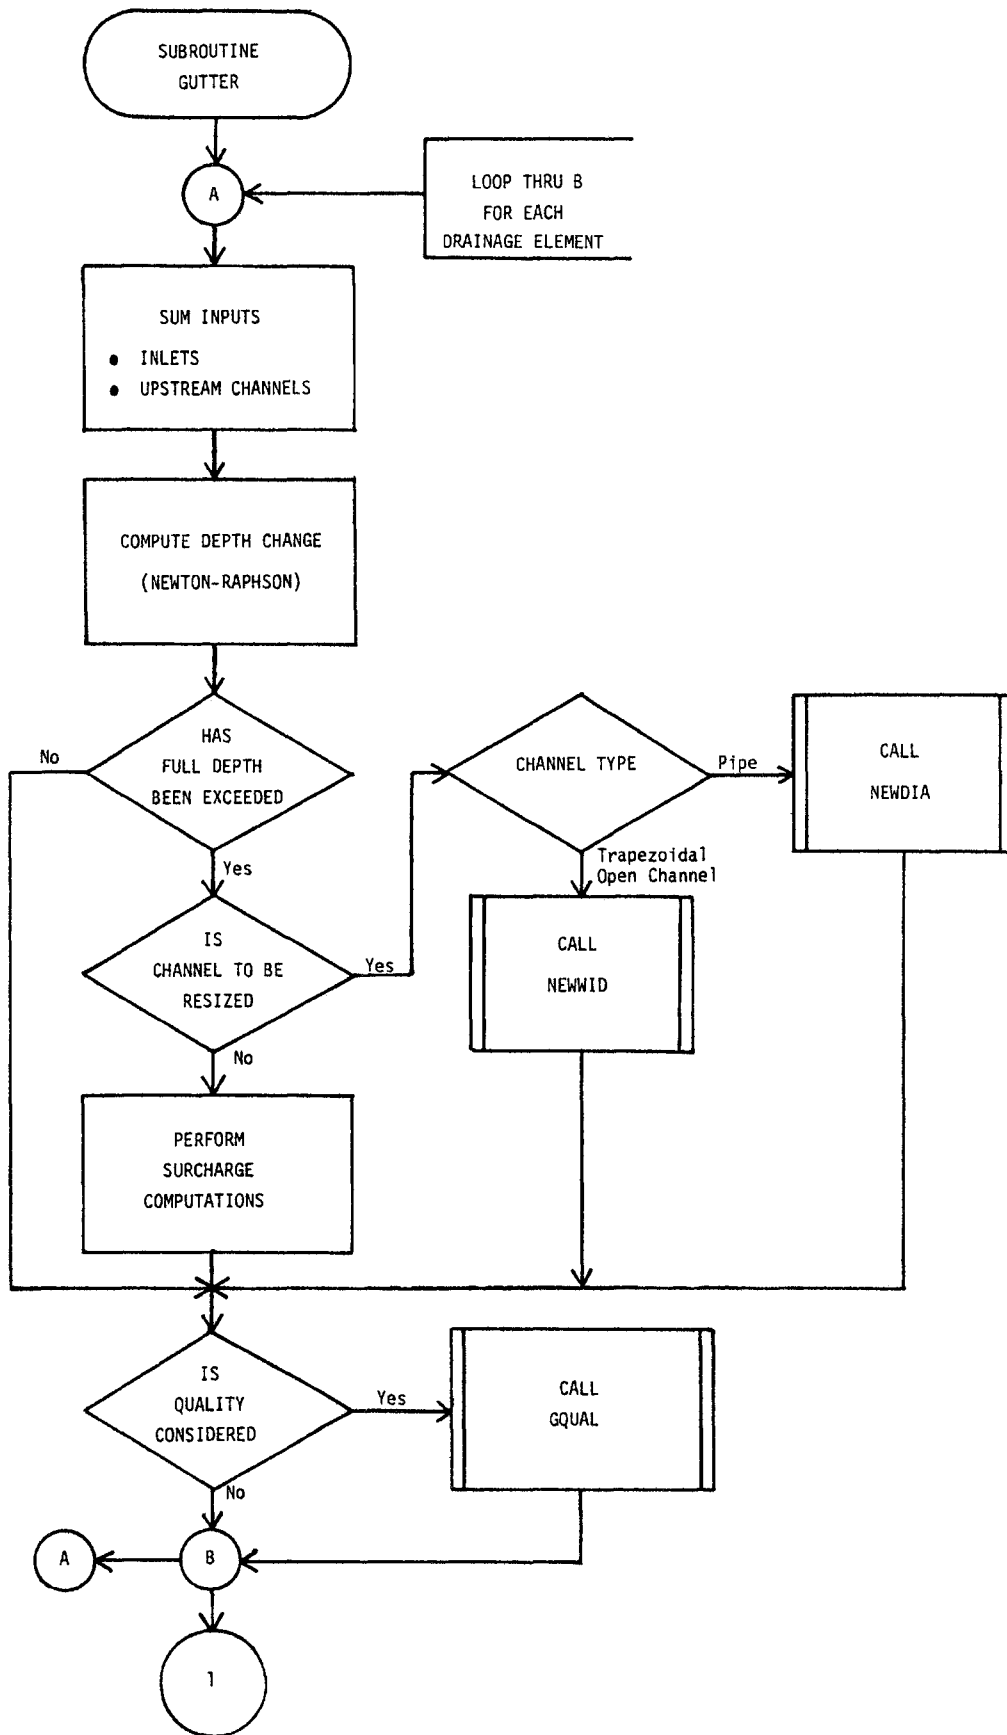 SUBROUTINE
GUTTER
A
LOOP THRU B
FOR EACH
DRAINAGE ELEMENT
SUM INPUTS
● INLETS
● UPSTREAM CHANNELS
COMPUTE DEPTH CHANGE
(NEWTON-RAPHSON)
HAS
FULL DEPTH
BEEN EXCEEDED
No
Yes
CHANNEL TYPE
Pipe
CALL
NEWDIA
Trapezoidal
Open Channel
CALL
NEWWID
IS
CHANNEL TO BE
RESIZED
Yes
No
PERFORM
SURCHARGE
COMPUTATIONS
IS
QUALITY
CONSIDERED
Yes
CALL
GQUAL
No
A
B
1